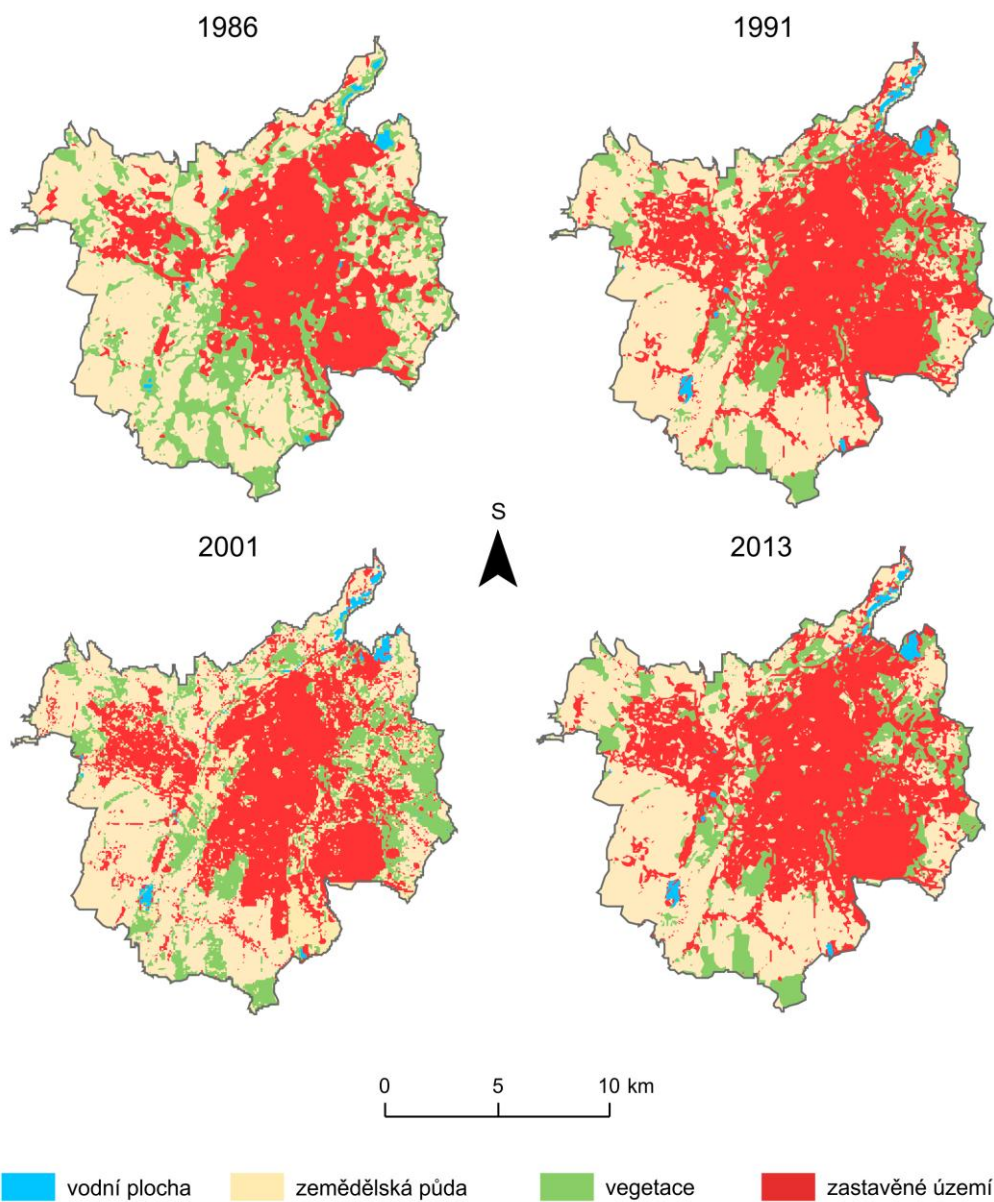 1986
1991
S
2001
2013
0 5 10 km
vodní plocha
zemědělská půda
vegetace
zastavěné území